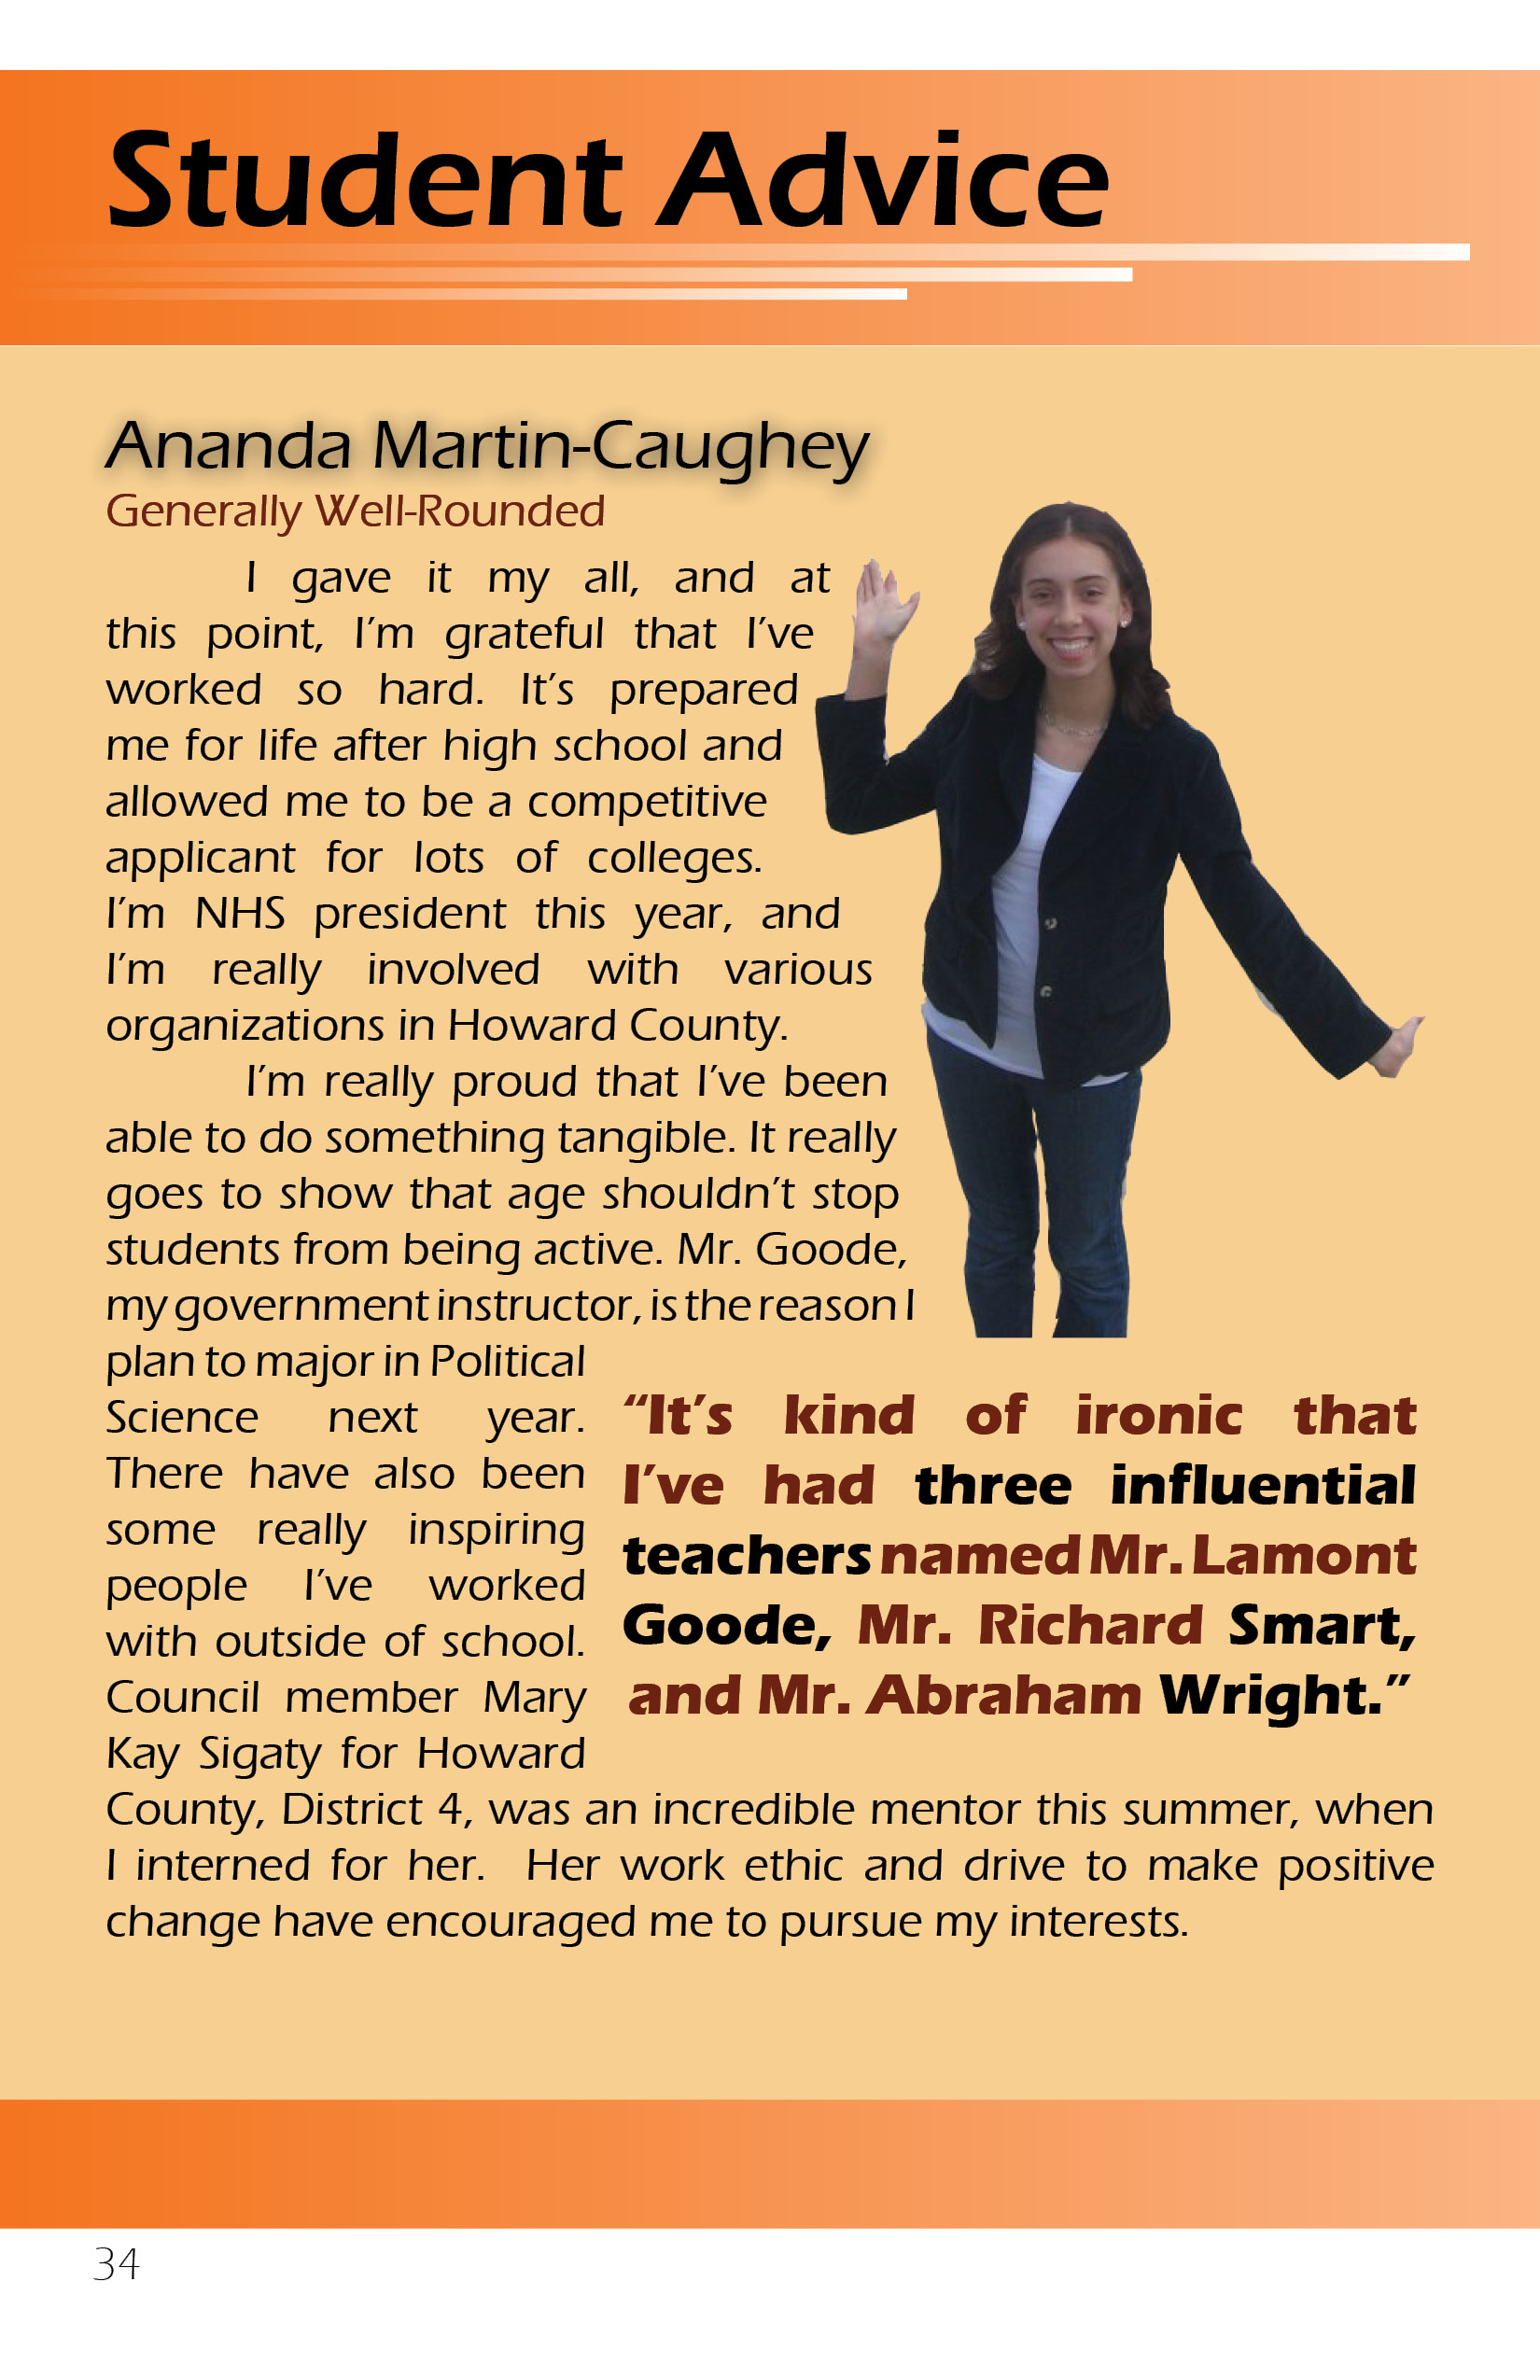 Student Advice
Ananda Martin-Caughey
Generally Well-Rounded
I gave it my all, and at
this point, I'm grateful that I've
worked so hard. It's prepared
me for life after high school and
allowed me to be a competitive
applicant for lots of colleges.
I'm NHS president this year, and
I'm really involved with various
organizations in Howard County.
I'm really proud that I've been
able to do something tangible. It really
goes to show that age shouldn't stop
students from being active. Mr. Goode,
my government instructor, is the reason I
plan to major in Political
Science next year.
There have also been
some really inspiring
people I've worked
with outside of school.
Council member Mary
Kay Sigaty for Howard
County, District 4, was an incredible mentor this summer, when
I interned for her. Her work ethic and drive to make positive
change have encouraged me to pursue my interests.
“It's kind of ironic that
I've had three influential
teachers named Mr. Lamont
Goode, Mr. Richard Smart,
and Mr. Abraham Wright.”
34